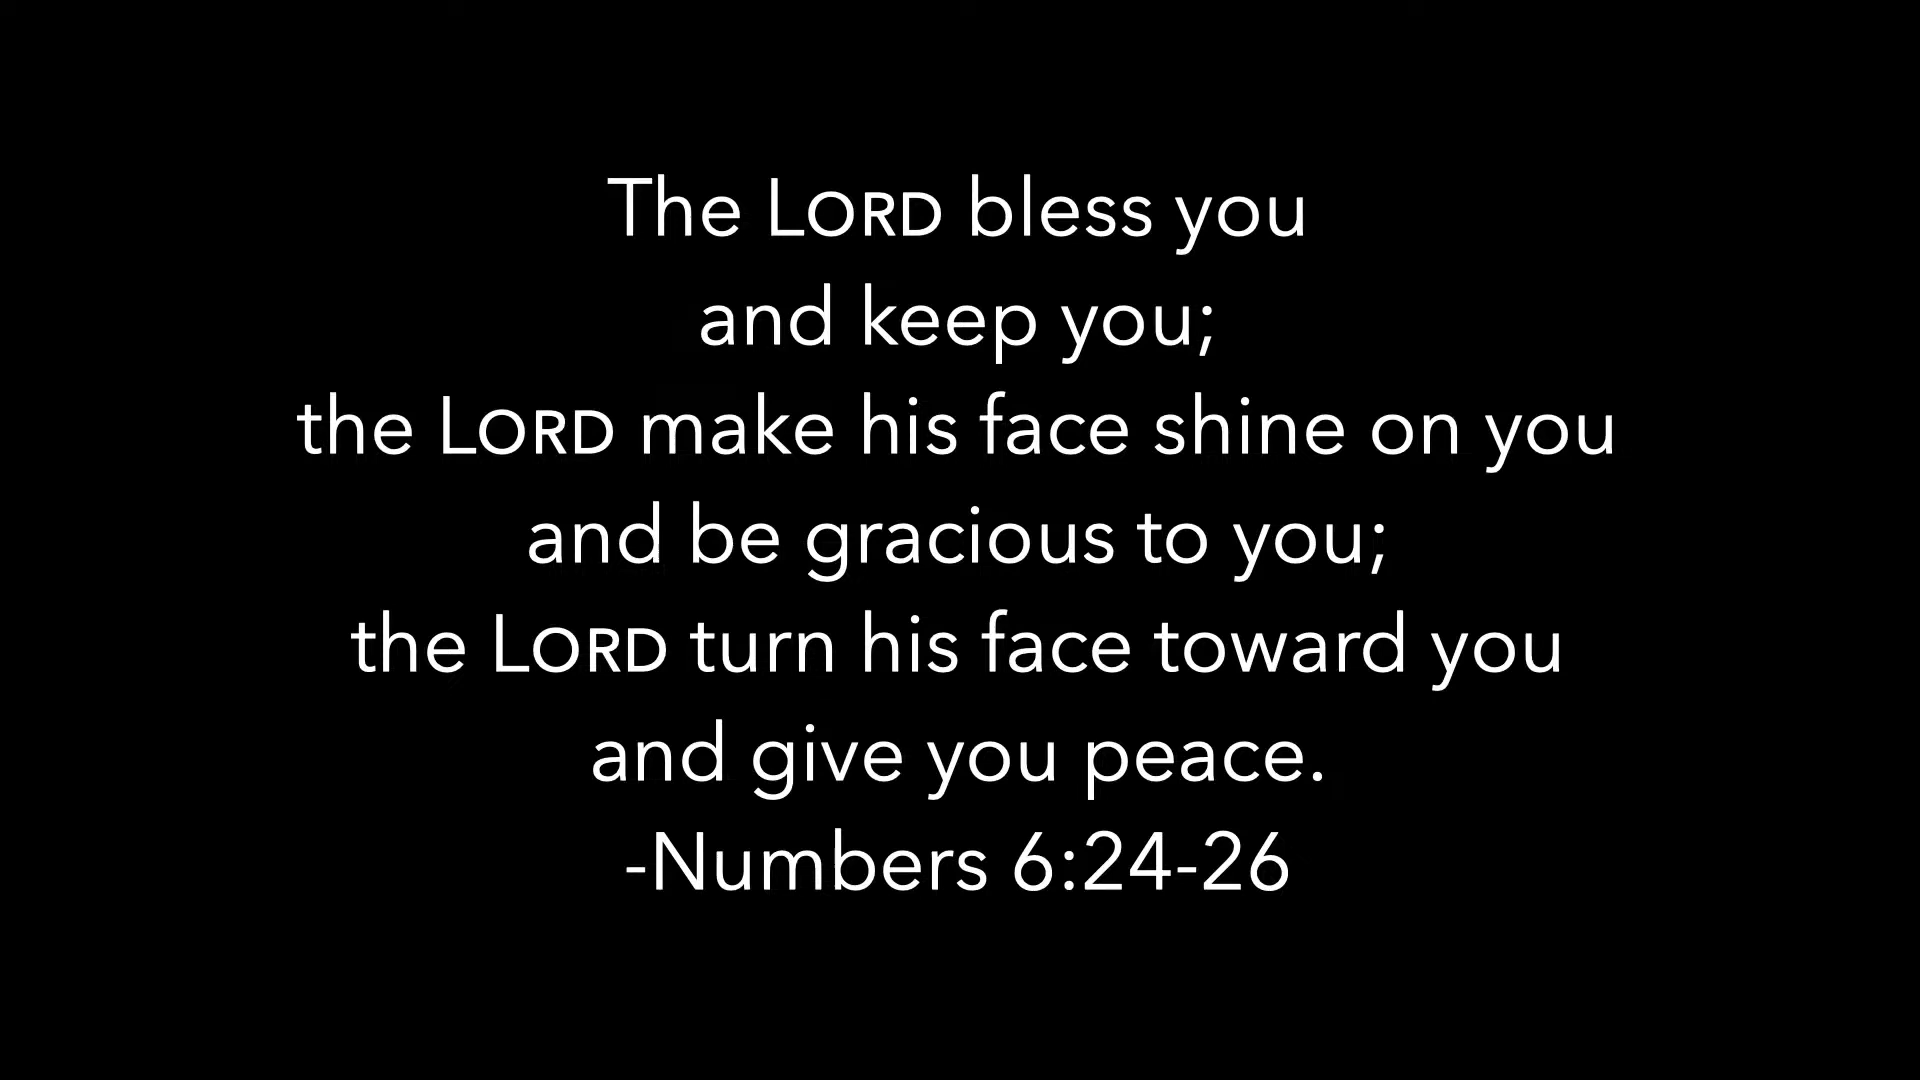 The LORD bless you
and keep you;
the LORD make his face shine on you
and be gracious to you;
the LORD turn his face toward you
and give you peace.
-Numbers 6:24-26